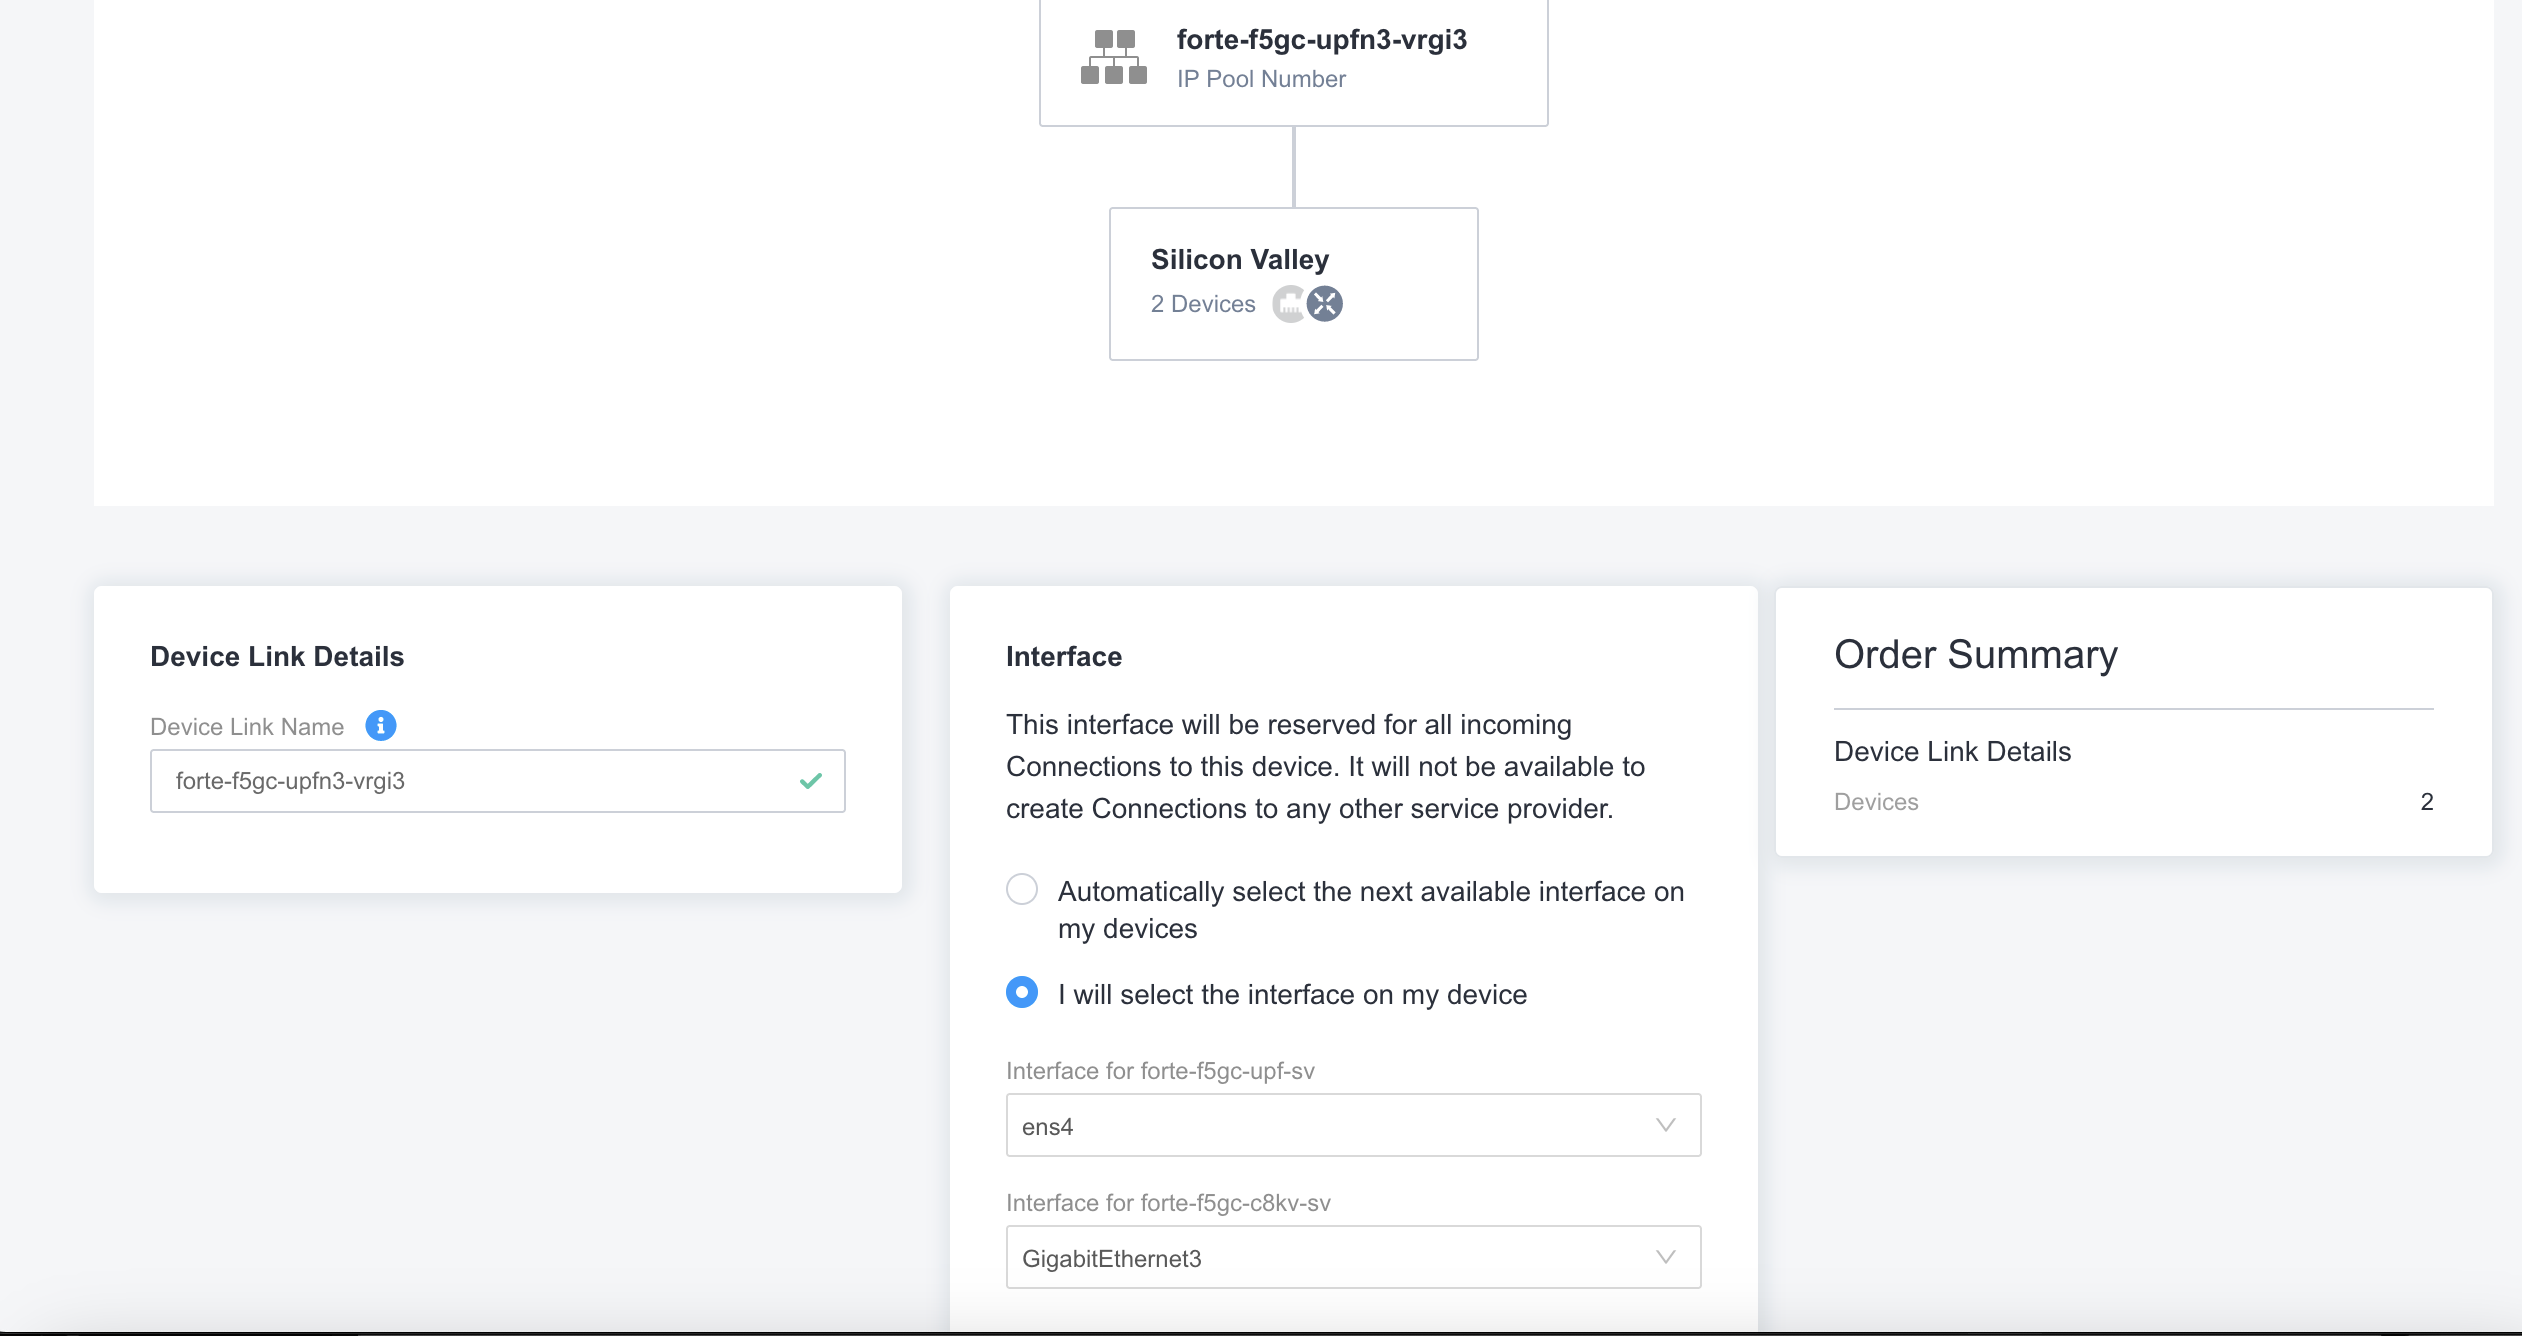 forte-f5gc-upfn3-vrgi3
IP Pool Number
Silicon Valley
2 Devices
Device Link Details
Device Link Name
forte-f5gc-upfn3-vrgi3
Interface
This interface will be reserved for all incoming
Connections to this device. It will not be available to
create Connections to any other service provider.
Automatically select the next available interface on
my devices
I will select the interface on my device
Interface for forte-f5gc-upf-sv
ens4
Interface for forte-f5gc-c8kv-sv
GigabitEthernet3
Order Summary
Device Link Details
Devices 2